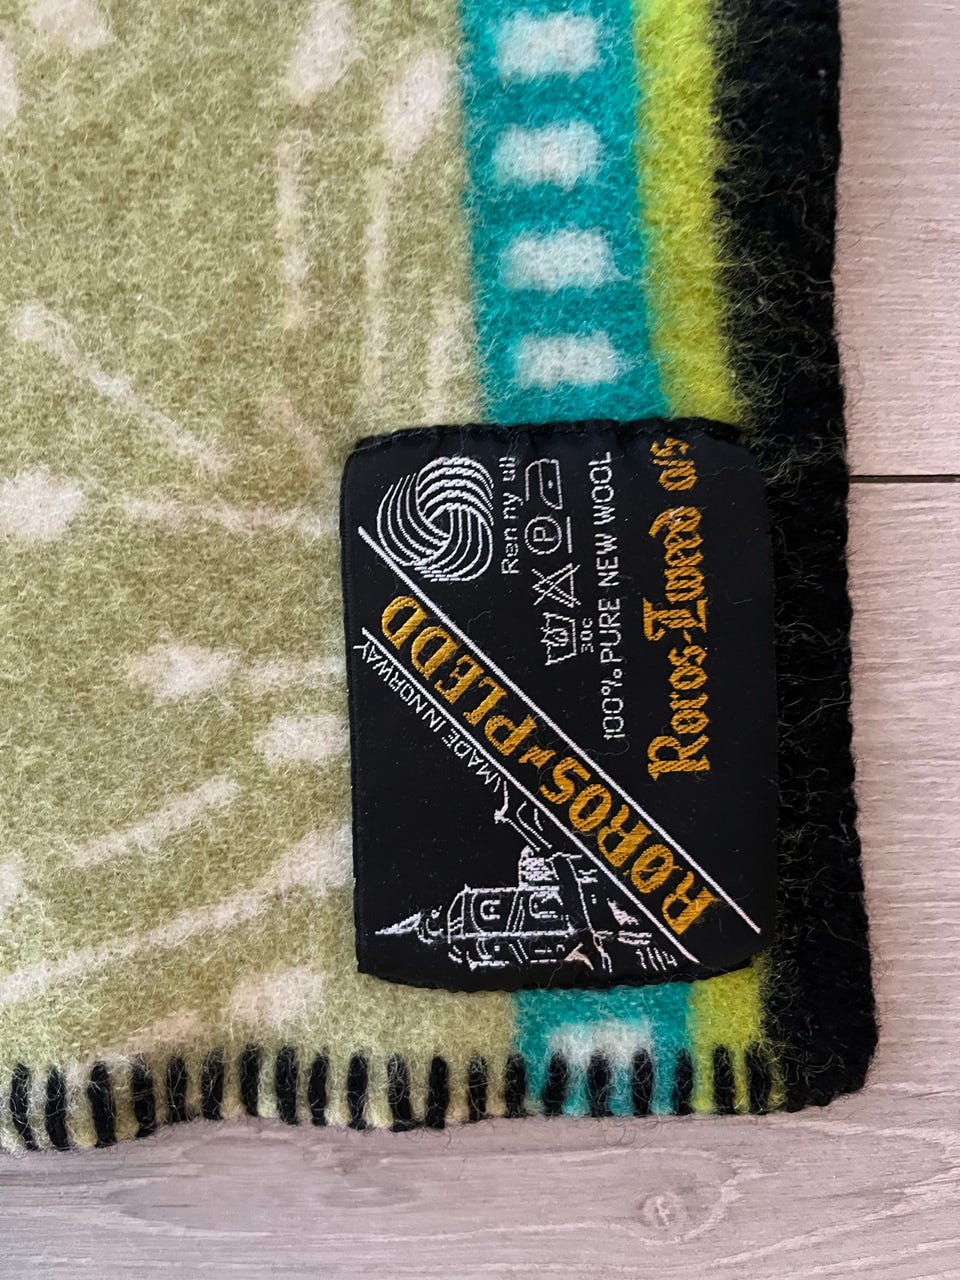 MADE IN NORWAY
RØROS PLEDD
Ren ny ull
P
30c
100% PURE NEW WOOL
Røros-Tweed a/s